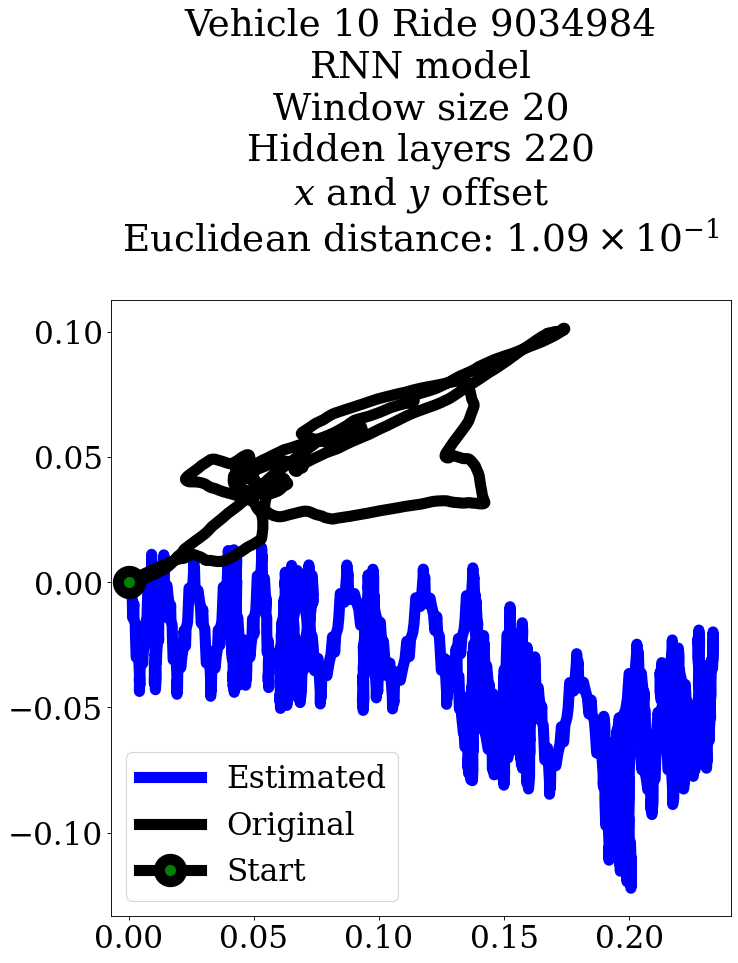 Vehicle 10 Ride 9034984
RNN model
Window size 20
Hidden layers 220
x and y offset
Euclidean distance: 1.09 × 10⁻¹
0.10
0.05
0.00
−0.05
−0.10
Estimated
Original
Start
0.00 0.05 0.10 0.15 0.20